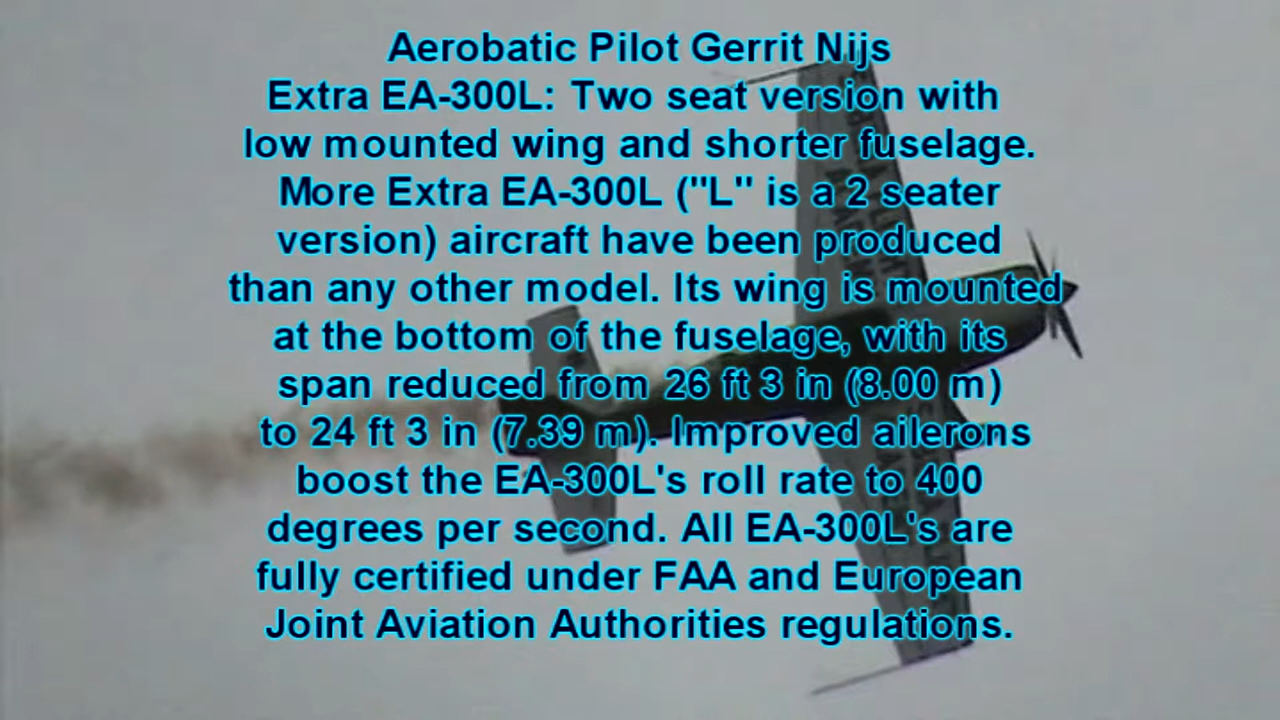 Aerobatic Pilot Gerrit Nijs
Extra EA-300L: Two seat version with
low mounted wing and shorter fuselage.
More Extra EA-300L ("L" is a 2 seater
version) aircraft have been produced
than any other model. Its wing is mounted
at the bottom of the fuselage, with its
span reduced from 26 ft 3 in (8.00 m)
to 24 ft 3 in (7.39 m). Improved ailerons
boost the EA-300L's roll rate to 400
degrees per second. All EA-300L's are
fully certified under FAA and European
Joint Aviation Authorities regulations.